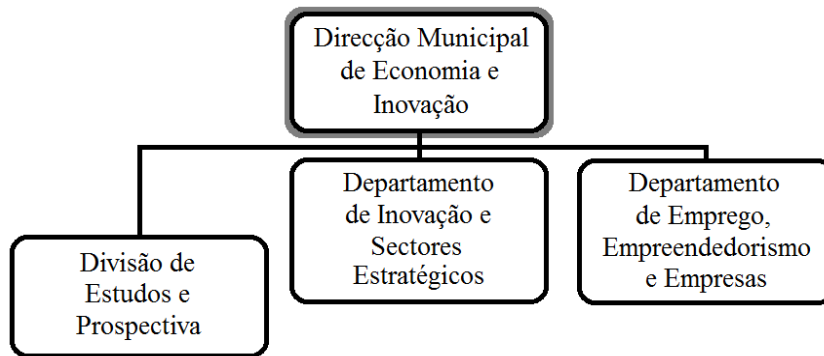 Direcção Municipal
de Economia e
Inovação
Departamento
de Inovação e
Sectores
Estratégicos
Departamento
de Emprego,
Empreendedorismo
e Empresas
Divisão de
Estudos e
Prospectiva